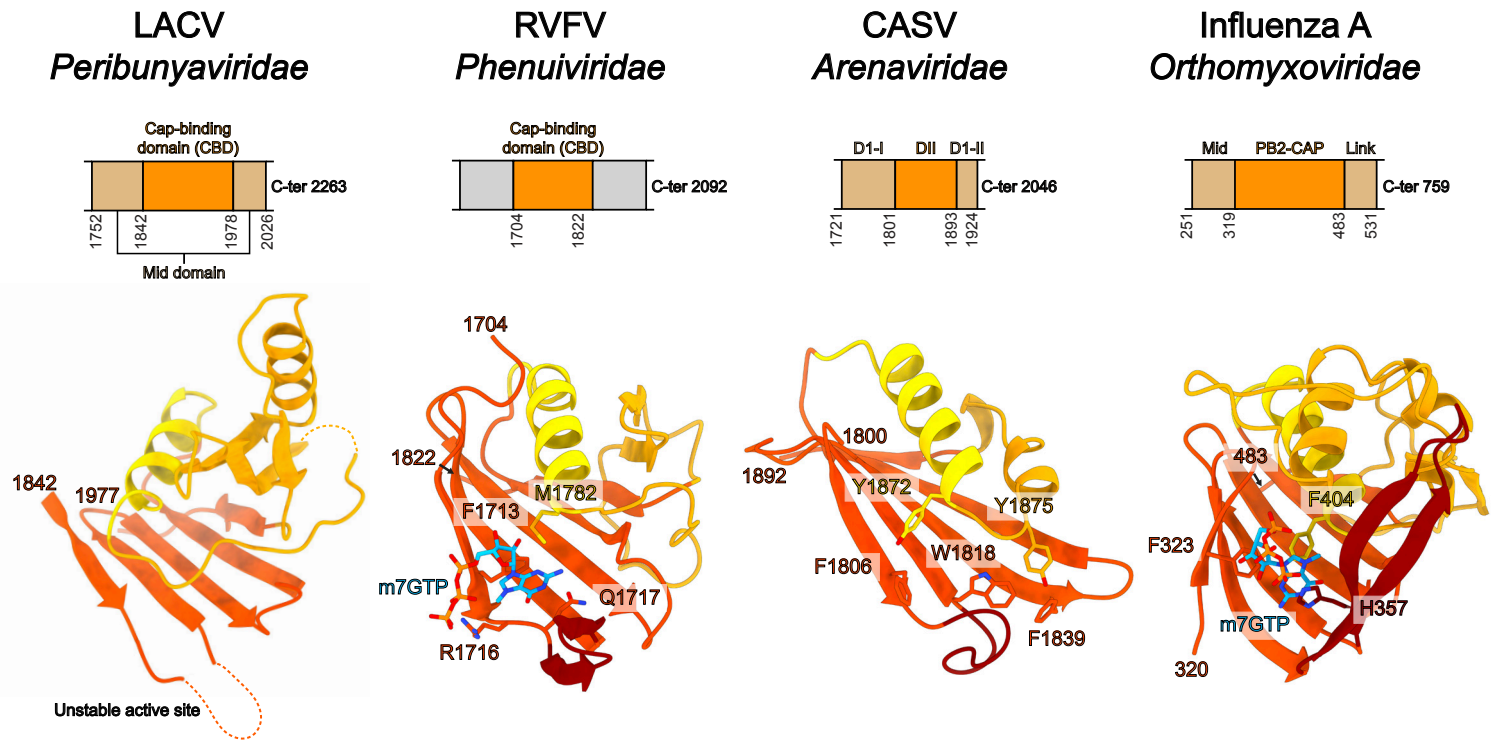 LACV
Peribunyaviridae
Cap-binding
domain (CBD)
C-ter 2263
1752
1842
1978
2026
Mid domain
1842
1977
Unstable active site
RVFV
Phenuiviridae
Cap-binding
domain (CBD)
C-ter 2092
1704
1822
1704
1822
M1782
F1713
m7GTP
Q1717
R1716
CASV
Arenaviridae
D1-I
DII
D1-II
C-ter 2046
1721
1801
1893
1924
1800
1892
Y1872
Y1875
W1818
F1806
F1839
Influenza A
Orthomyxoviridae
Mid
PB2-CAP
Link
C-ter 759
251
319
483
531
483
F404
F323
H357
m7GTP
320